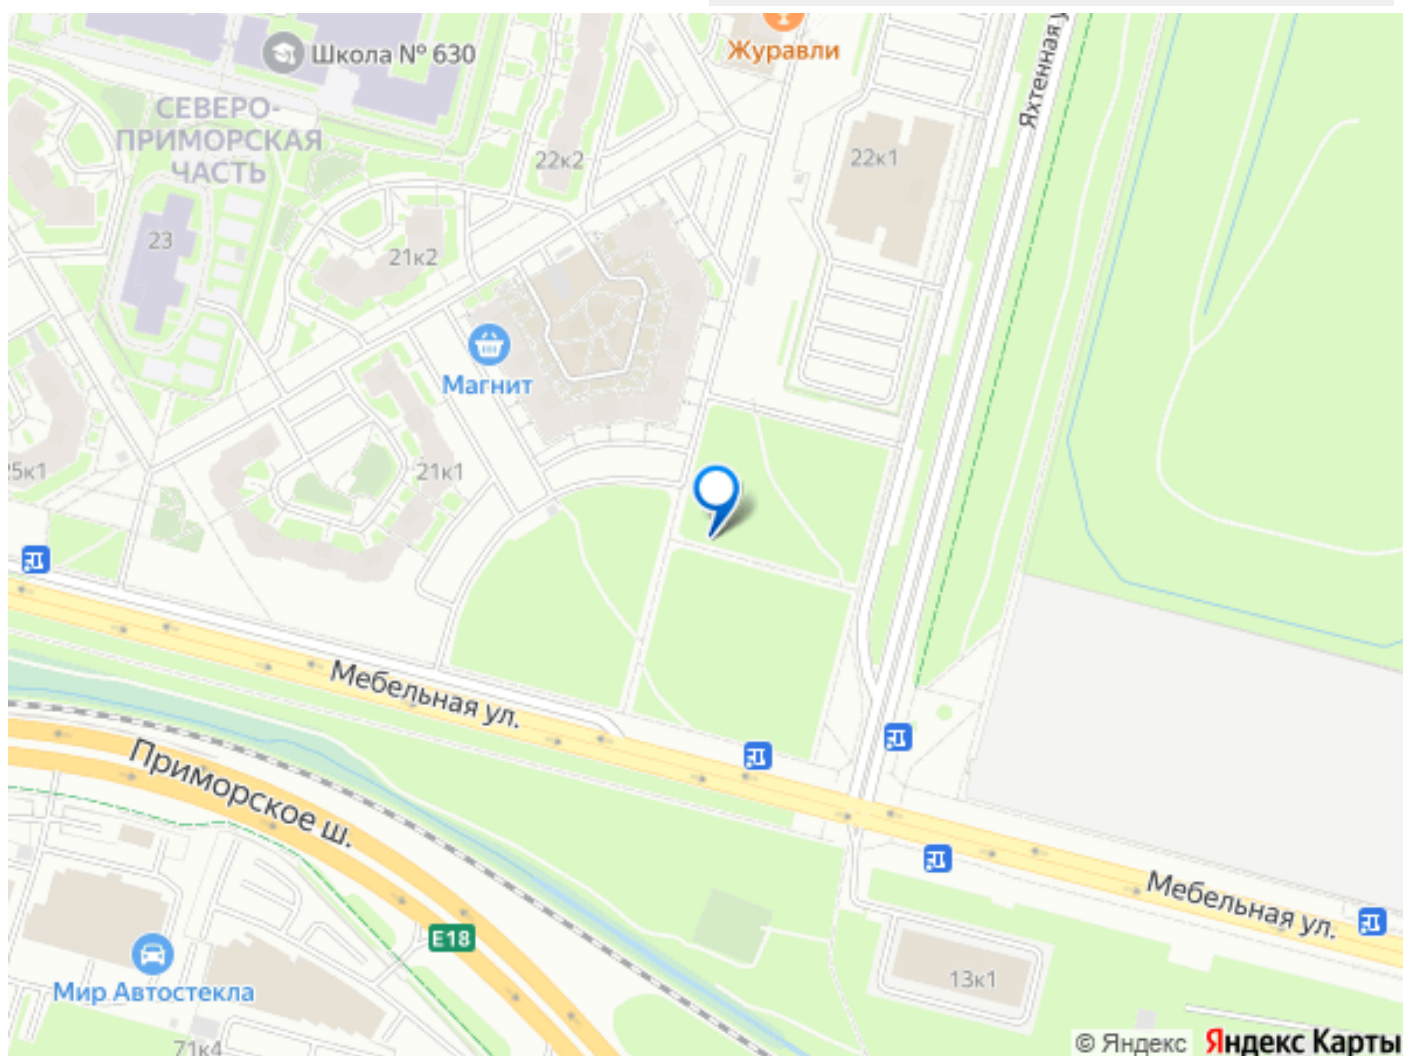 Журавли
Школа № 630
Яхтенная
СЕВЕРО-
ПРИМОРСКАЯ
ЧАСТЬ
22к2
22к1
23
21к2
Магнит
21к1
Мебельная ул.
Приморское ш.
Мебельная ул.
E18
Мир Автостекла
13к1
71к4
© Яндекс Яндекс Карты